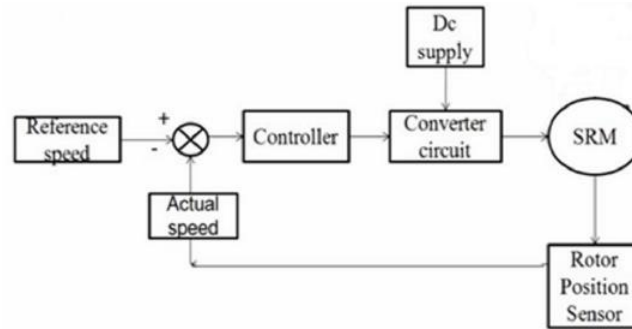 Dc
supply
+
Reference
speed
-
Controller
Converter
circuit
SRM
Actual
speed
Rotor
Position
Sensor